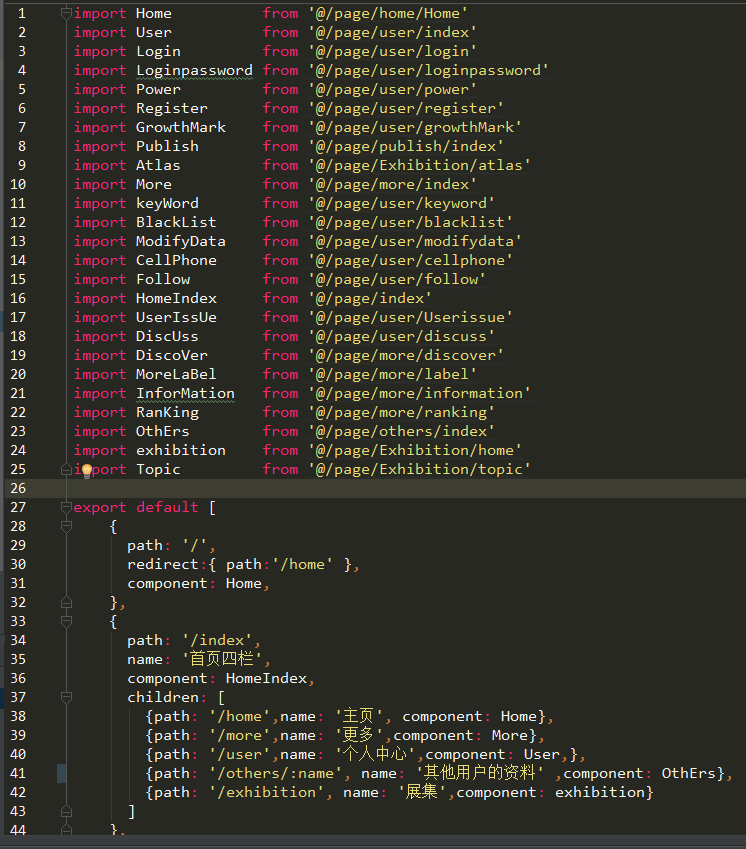 1 import Home from '@/page/home/Home'
2 import User from '@/page/user/index'
3 import Login from '@/page/user/login'
4 import Loginpassword from '@/page/user/loginpassword'
5 import Power from '@/page/user/power'
6 import Register from '@/page/user/register'
7 import GrowthMark from '@/page/user/growthMark'
8 import Publish from '@/page/publish/index'
9 import Atlas from '@/page/Exhibition/atlas'
10 import More from '@/page/more/index'
11 import keyWord from '@/page/user/keyword'
12 import BlackList from '@/page/user/blacklist'
13 import ModifyData from '@/page/user/modifydata'
14 import CellPhone from '@/page/user/cellphone'
15 import Follow from '@/page/user/follow'
16 import HomeIndex from '@/page/index'
17 import UserIssUe from '@/page/user/Userissue'
18 import DiscUss from '@/page/user/discuss'
19 import DiscoVer from '@/page/more/discover'
20 import MoreLaBel from '@/page/more/label'
21 import InforMation from '@/page/more/information'
22 import RanKing from '@/page/more/ranking'
23 import OthErs from '@/page/others/index'
24 import exhibition from '@/page/Exhibition/home'
25 import Topic from '@/page/Exhibition/topic'
26
27 export default [
28 {
29 path: '/',
30 redirect:{ path:'/home' },
31 component: Home,
32 },
33 {
34 path: '/index',
35 name: '首页四栏',
36 component: HomeIndex,
37 children: [
38 {path: '/home',name: '主页', component: Home},
39 {path: '/more',name: '更多',component: More},
40 {path: '/user',name: '个人中心',component: User,},
41 {path: '/others/:name', name: '其他用户的资料' ,component: OthErs},
42 {path: '/exhibition', name: '展集',component: exhibition}
43 ]
44 },